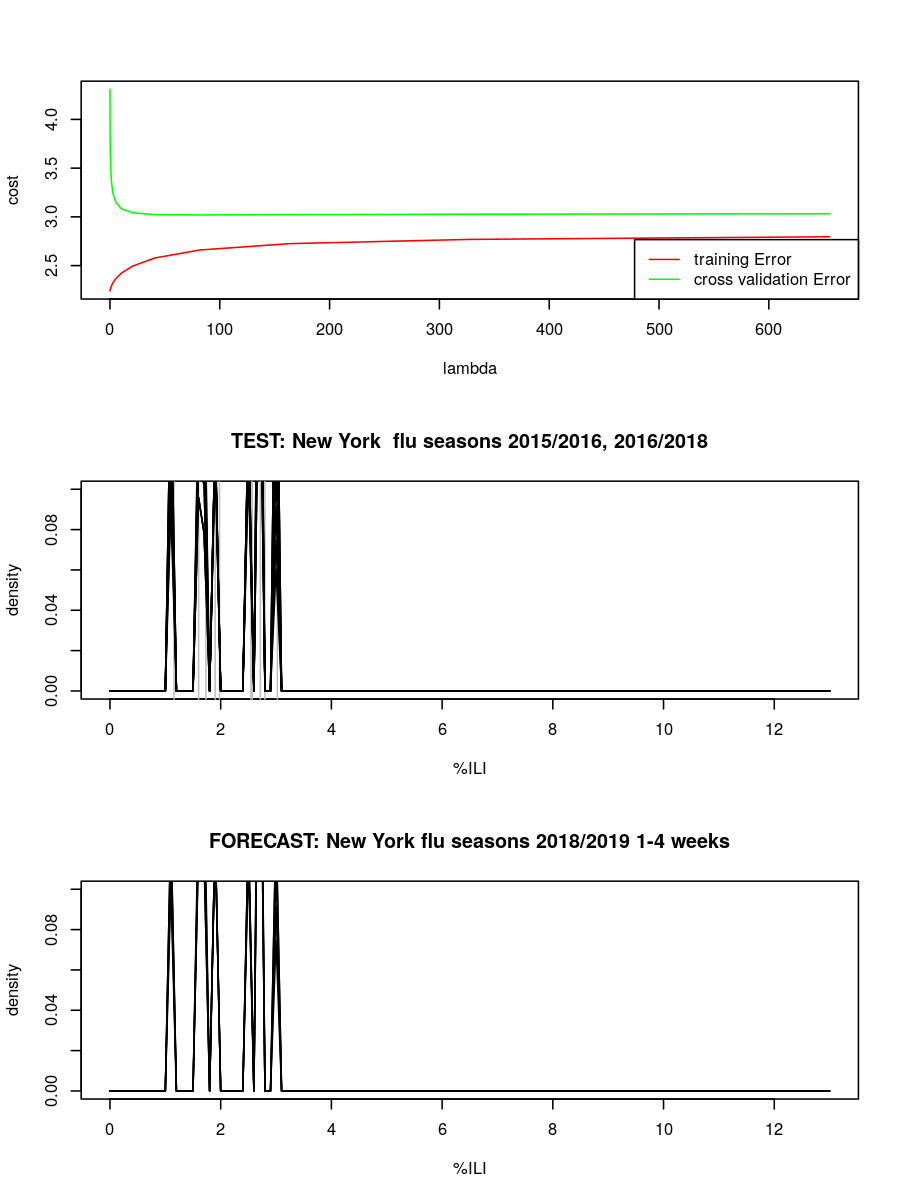 cost
4.0
3.5
3.0
2.5
training Error
cross validation Error
0 100 200 300 400 500 600
lambda
TEST: New York  flu seasons 2015/2016, 2016/2018
density
0.08
0.04
0.00
0 2 4 6 8 10 12
%ILI
FORECAST: New York flu seasons 2018/2019 1-4 weeks
density
0.08
0.04
0.00
0 2 4 6 8 10 12
%ILI